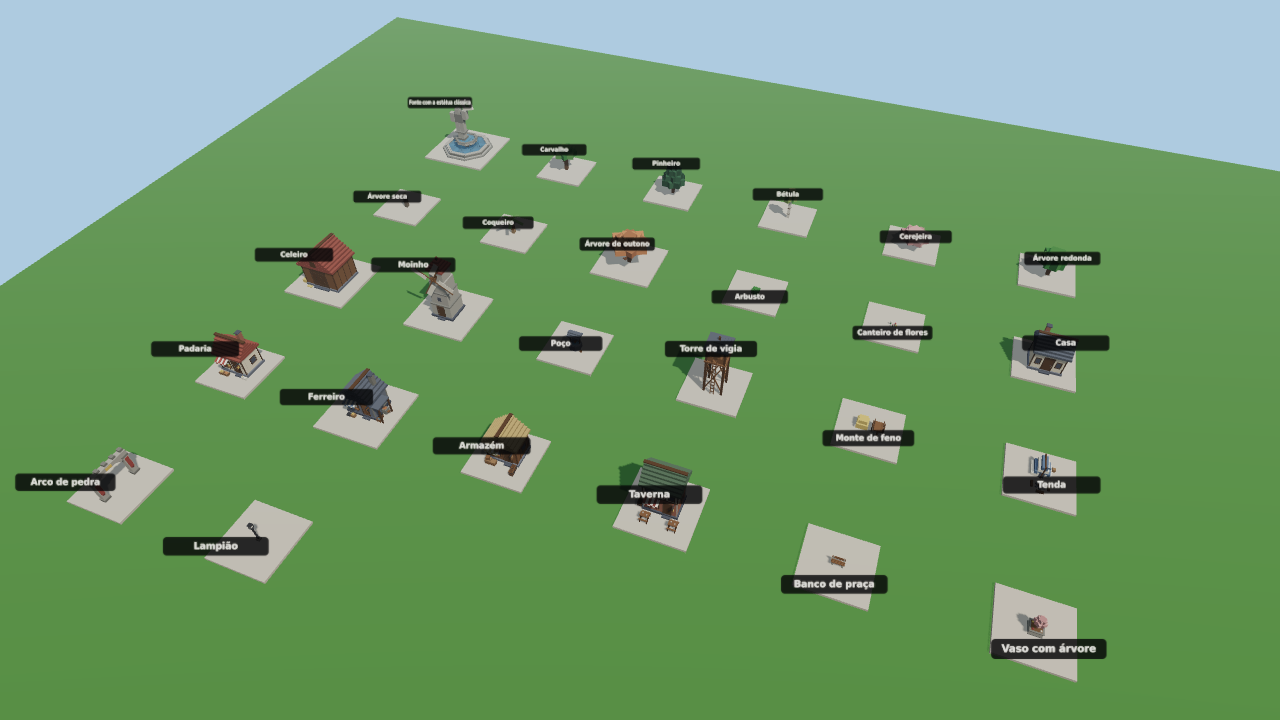 Fonte com a estátua clássica
Carvalho
Pinheiro
Bétula
Árvore seca
Coqueiro
Árvore de outono
Cerejeira
Celeiro
Moinho
Árvore redonda
Arbusto
Canteiro de flores
Padaria
Poço
Torre de vigia
Casa
Ferreiro
Armazém
Monte de feno
Arco de pedra
Taverna
Tenda
Lampião
Banco de praça
Vaso com árvore